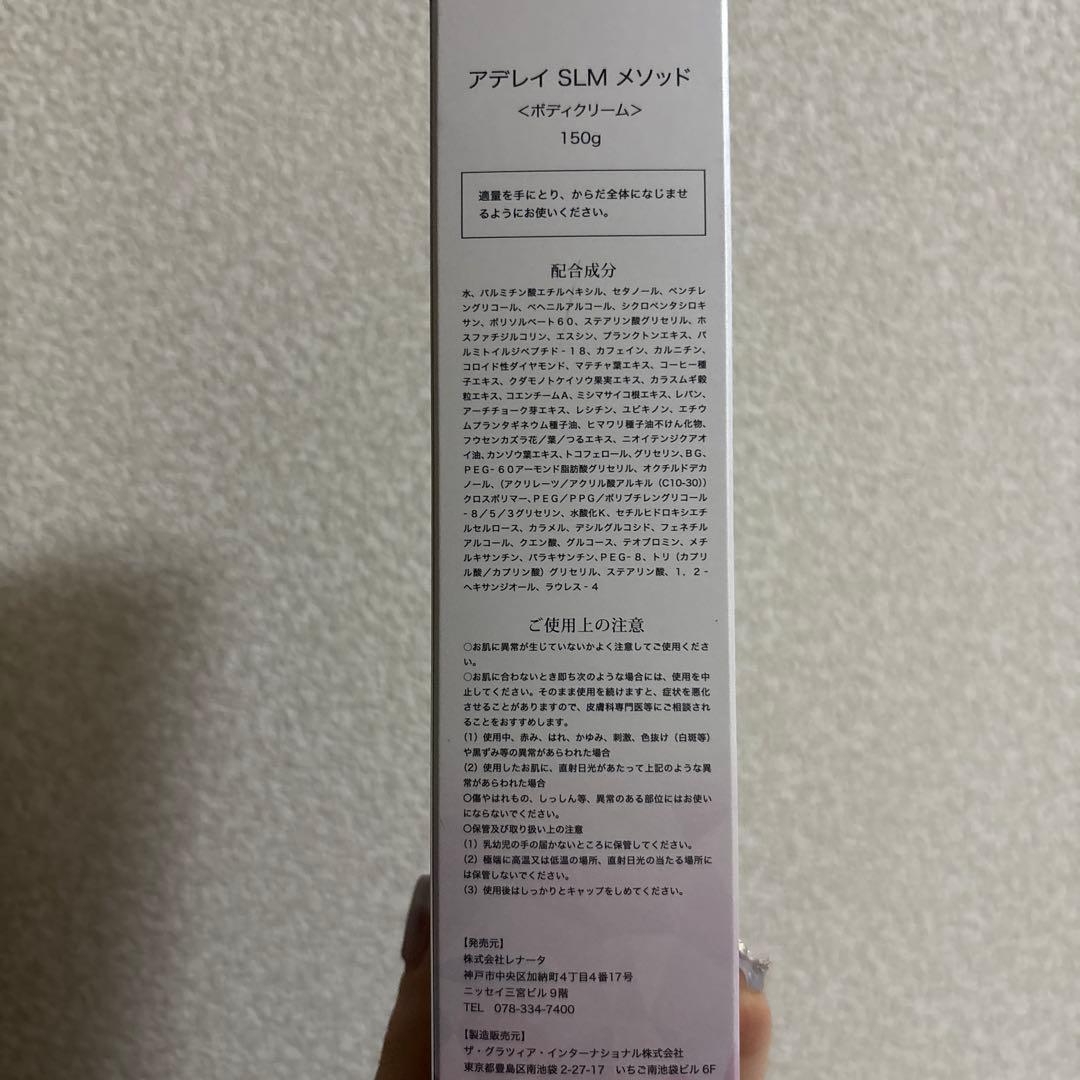 アデレイ SLM メソッド
＜ボディクリーム＞
150g
適量を手にとり、からだ全体になじませ
るようにお使いください。
配合成分
水、パルミチン酸エチルヘキシル、セタノール、ペンチレ
ングリコール、ベヘニルアルコール、シクロペンタシロキ
サン、ポリソルベート６０、ステアリン酸グリセリル、ホ
スファチジルコリン、エスシン、プランクトンエキス、パ
ルミトイルジペプチド‐１８、カフェイン、カルニチン、
コロイド性ダイヤモンド、マテチャ葉エキス、コーヒー種
子エキス、クダモノトケイソウ果実エキス、カラスムギ穀
粒エキス、コエンチームＡ、ミシマサイコ根エキス、レバン、
アーチチョーク芽エキス、レシチン、ユビキノン、エチウ
ムプランタギネウム種子油、ヒマワリ種子油不けん化物、
フウセンカズラ花／葉／つるエキス、ニオイテンジクアオ
イ油、カンゾウ葉エキス、トコフェロール、グリセリン、ＢＧ、
ＰＥＧ‐６０アーモンド脂肪酸グリセリル、オクチルドデカ
ノール、（アクリレーツ／アクリル酸アルキル（C10-30））
クロスポリマー、ＰＥＧ／ＰＰＧ／ポリブチレングリコール
‐８／５／３グリセリン、水酸化Ｋ、セチルヒドロキシエチ
ルセルロース、カラメル、デシルグルコシド、フェネチル
アルコール、クエン酸、グルコース、テオブロミン、メチ
ルキサンチン、パラキサンチン、ＰＥＧ‐８、トリ（カプリ
ル酸／カプリン酸）グリセリル、ステアリン酸、１，２‐
ヘキサンジオール、ラウレス‐４
ご使用上の注意
○お肌に異常が生じていないかよく注意してご使用くださ
い。
○お肌に合わないとき即ち次のような場合には、使用を中
止してください。そのまま使用を続けますと、症状を悪化
させることがありますので、皮膚科専門医等にご相談され
ることをおすすめします。
（1）使用中、赤み、はれ、かゆみ、刺激、色抜け（白斑等）
や黒ずみ等の異常があらわれた場合
（2）使用したお肌に、直射日光があたって上記のような異
常があらわれた場合
○傷やはれもの、しっしん等、異常のある部位にはお使い
にならないでください。
○保管及び取り扱い上の注意
（1）乳幼児の手の届かないところに保管してください。
（2）極端に高温又は低温の場所、直射日光の当たる場所に
は保管しないでください。
（3）使用後はしっかりとキャップをしめてください。
【発売元】
株式会社レナータ
神戸市中央区加納町4丁目4番17号
ニッセイ三宮ビル９階
TEL 078-334-7400
【製造販売元】
ザ・グラツィア・インターナショナル株式会社
東京都豊島区南池袋 2-27-17 いちご南池袋ビル 6F